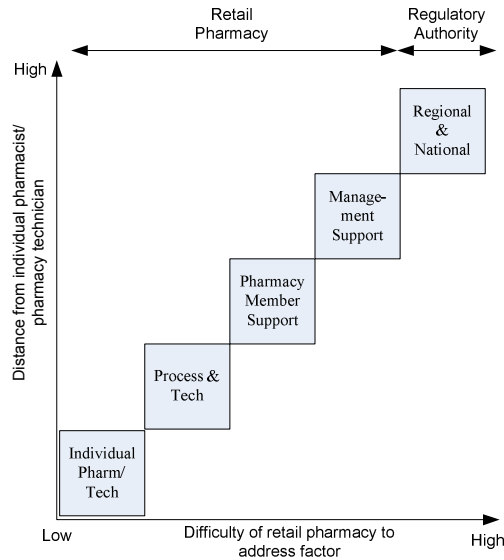 Retail
Pharmacy
Regulatory
Authority
High
Distance from individual pharmacist/
pharmacy technician
Regional
&
National
Manage-
ment
Support
Pharmacy
Member
Support
Process &
Tech
Individual
Pharm/
Tech
Low
Difficulty of retail pharmacy to
address factor
High